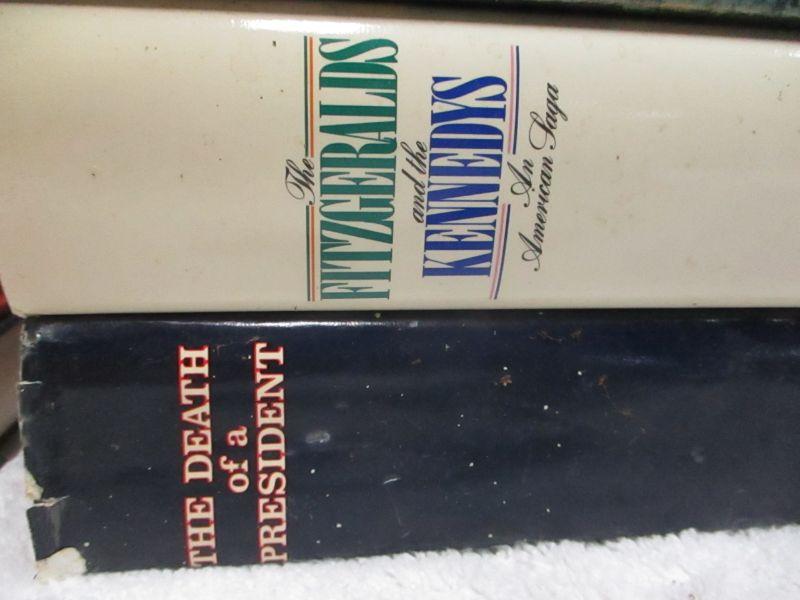 The
FITZGERALDS
and the
KENNEDYS
An
American Saga
THE DEATH
of a
PRESIDENT